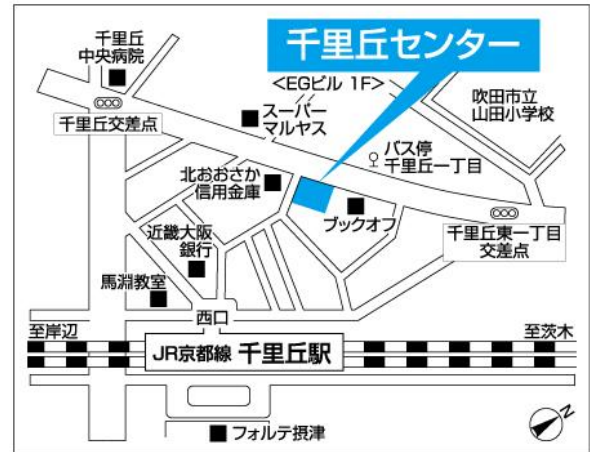 千里丘センター
<EGビル 1F>
千里丘
中央病院
千里丘交差点
スーパー
マルヤス
吹田市立
山田小学校
バス停
千里丘一丁目
北おおさか
信用金庫
ブックオフ
千里丘東一丁目
交差点
近畿大阪
銀行
馬淵教室
西口
至岸辺
至茨木
JR京都線 千里丘駅
フォルテ摂津
N